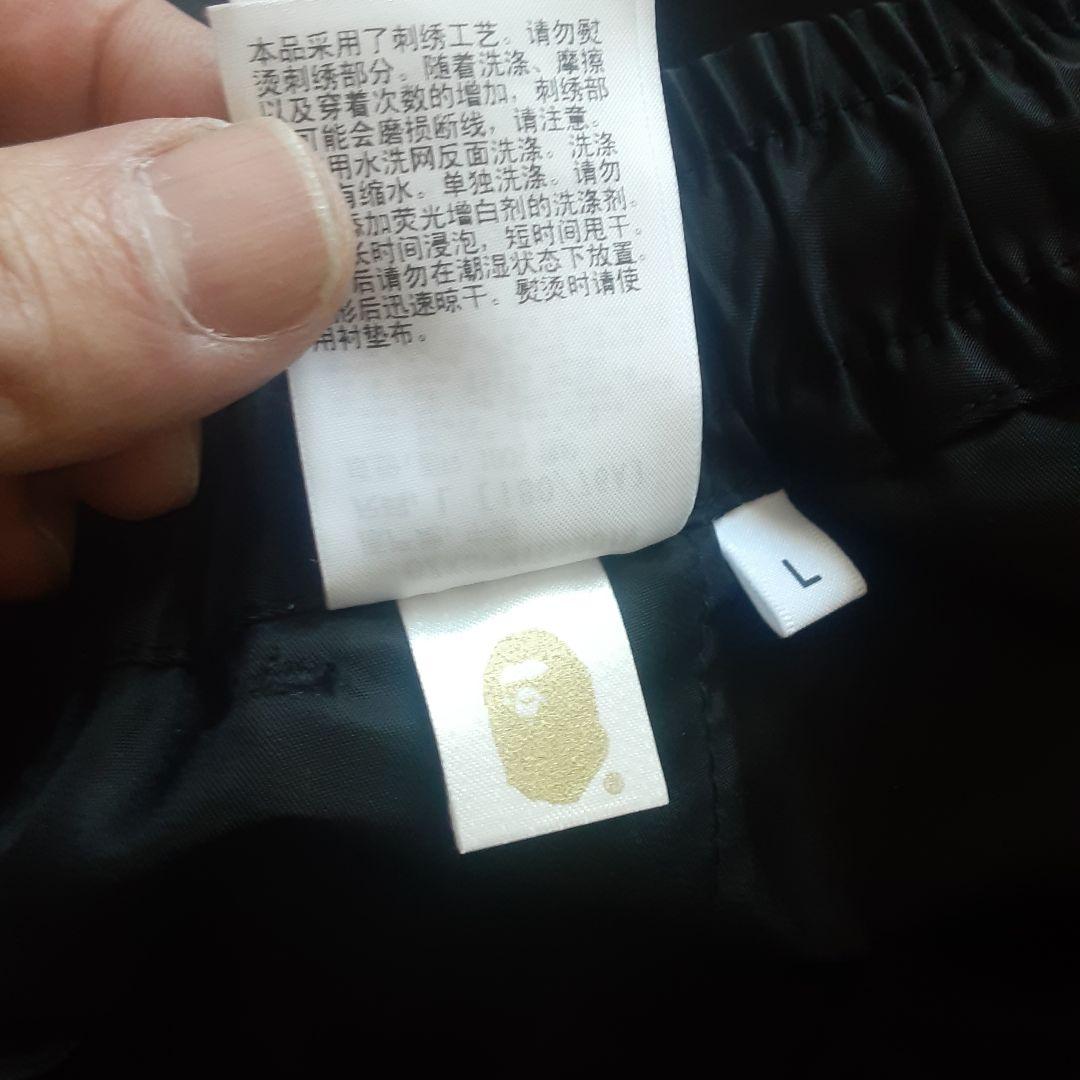 本品采用了刺绣工艺。请勿熨
烫刺绣部分。随着洗涤、摩擦
以及穿着次数的增加，刺绣部
可能会磨损断线，请注意。
用水洗网反面洗涤。洗涤
有缩水。单独洗涤。请勿
添加荧光增白剂的洗涤剂。
长时间浸泡，短时间甩干。
后请勿在潮湿状态下放置。
形后迅速晾干。熨烫时请使
用衬垫布。
L
®